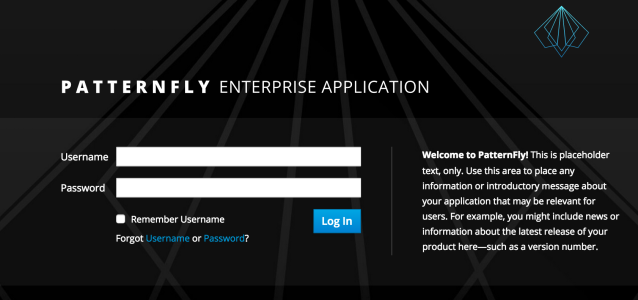 PATTERNFLY ENTERPRISE APPLICATION
Username
Password
Remember Username
Log In
Forgot Username or Password?
Welcome to PatternFly! This is placeholder
text, only. Use this area to place any
information or introductory message about
your application that may be relevant for
users. For example, you might include news or
information about the latest release of your
product here—such as a version number.